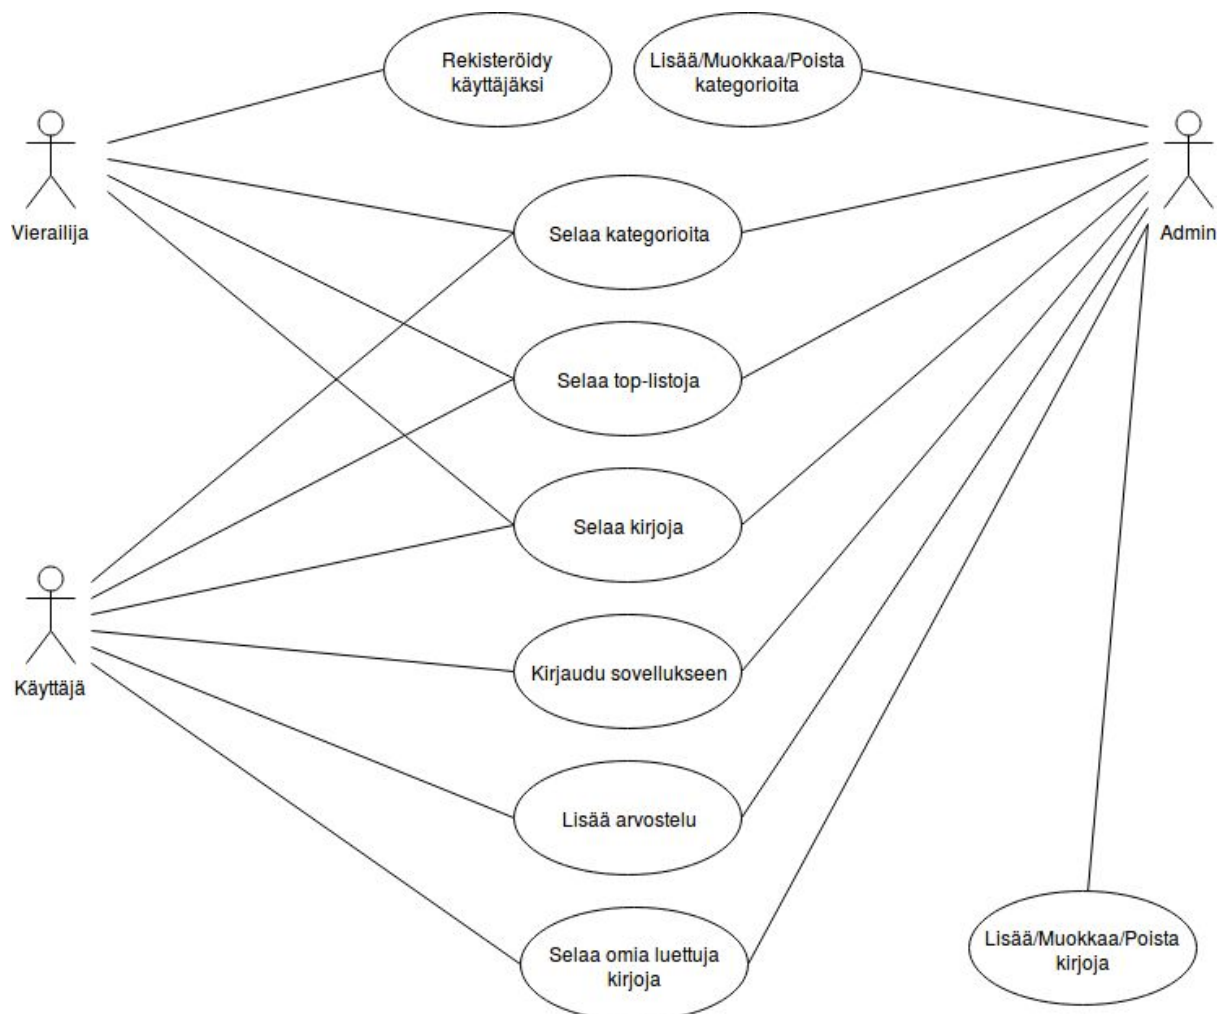 Rekisteröidy
käyttäjäksi
Lisää/Muokkaa/Poista
kategorioita
Vierailija
Selaa kategorioita
Admin
Selaa top-listoja
Selaa kirjoja
Käyttäjä
Kirjaudu sovellukseen
Lisää arvostelu
Selaa omia luettuja
kirjoja
Lisää/Muokkaa/Poista
kirjoja